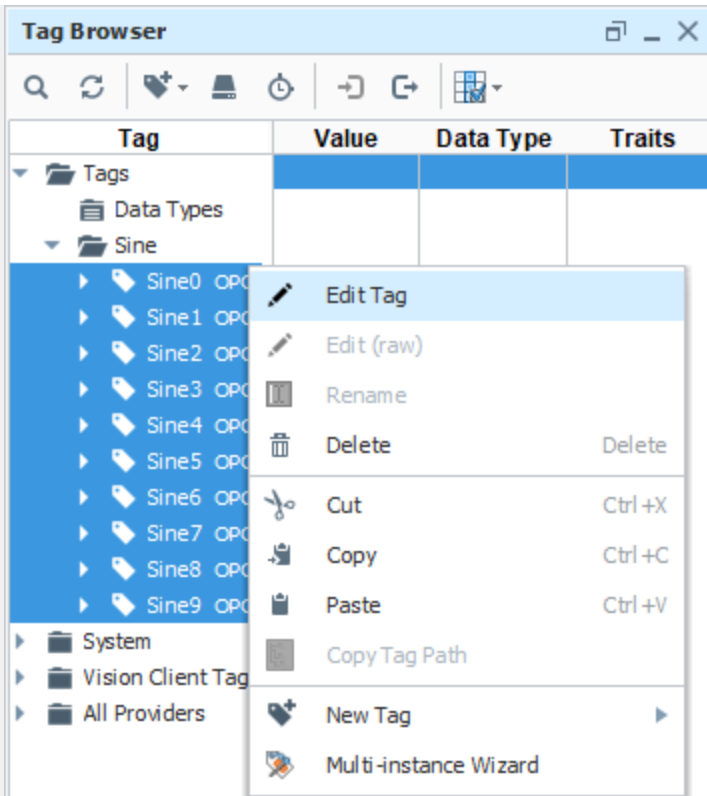 Tag Browser
Tag Value Data Type Traits
Tags
Data Types
Sine
Sine0 OPC
Sine1 OPC
Sine2 OPC
Sine3 OPC
Sine4 OPC
Sine5 OPC
Sine6 OPC
Sine7 OPC
Sine8 OPC
Sine9 OPC
System
Vision Client Tag
All Providers
Edit Tag
Edit (raw)
Rename
Delete Delete
Cut Ctrl+X
Copy Ctrl+C
Paste Ctrl+V
Copy Tag Path
New Tag
Multi-instance Wizard